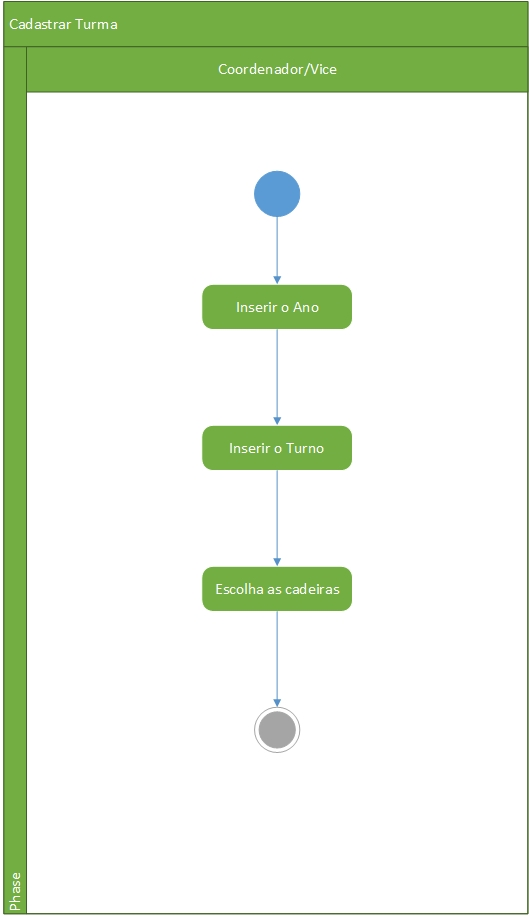 Cadastrar Turma
Coordenador/Vice
Inserir o Ano
Inserir o Turno
Escolha as cadeiras
Phase